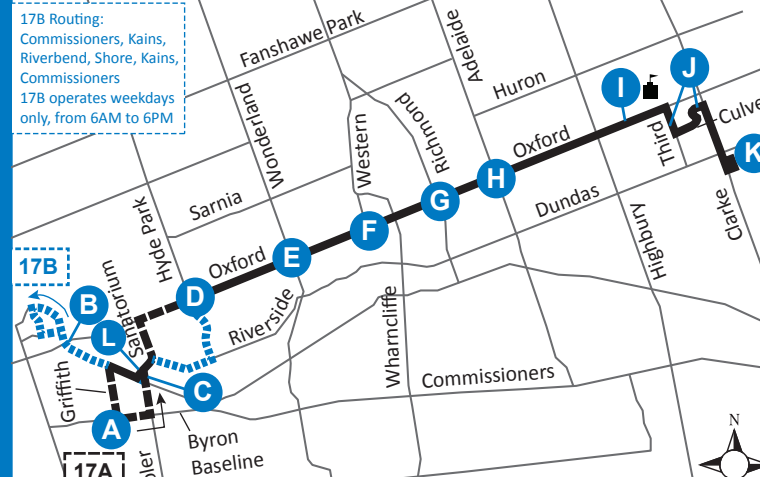 17B Routing:
Commissioners, Kains,
Riverbend, Shore, Kains,
Commissioners
17B operates weekdays
only, from 6AM to 6PM
Fanshawe Park
Adelaide
Huron
Wonderland
Western
Richmond
Oxford
Third
I
J
K
Sarnia
Hyde Park
H
G
F
E
D
Dundas
Highbury
Clarke
Oxford
17B
B
L
Sanatorium
Riverside
Wharncliffe
Commissioners
C
Griffith
A
Byron
Baseline
17A
N